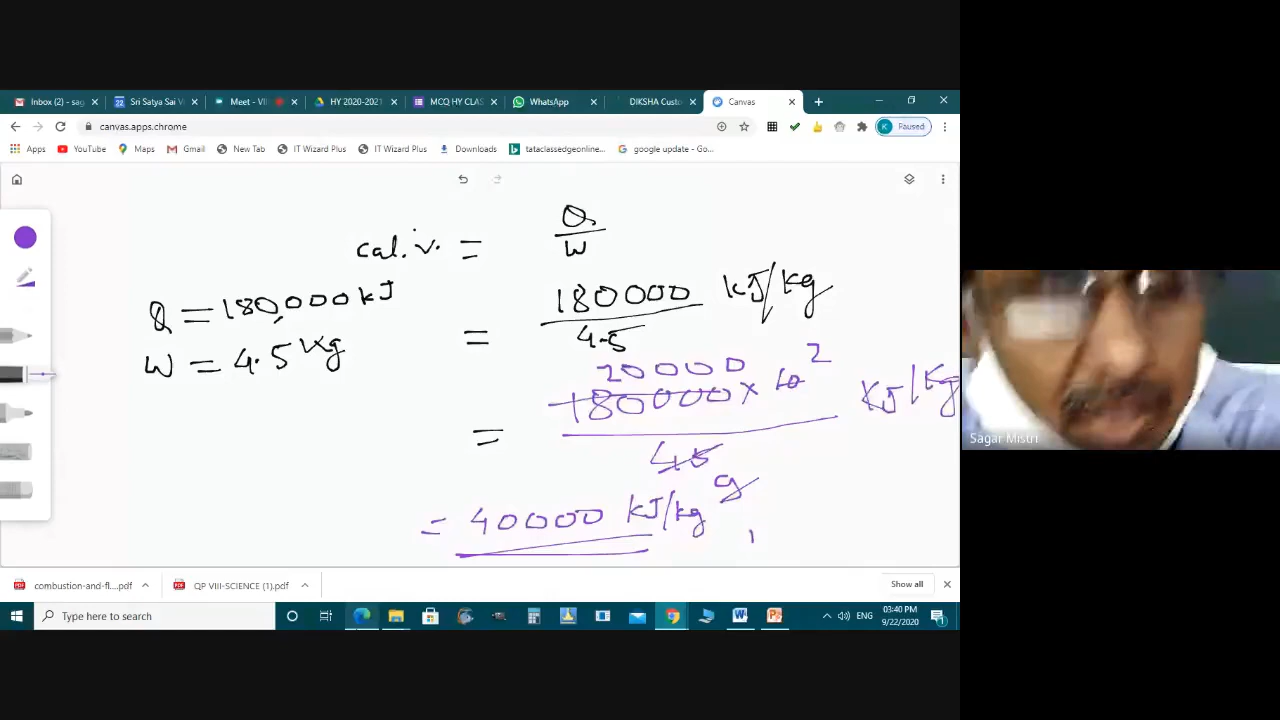 Inbox (2) - sag
Sri Satya Sai V
Meet - VII
HY 2020-2021
MCQ HY CLAS
WhatsApp
DIKSHA Custo
Canvas
canvas.apps.chrome
Paused
Apps
YouTube
Maps
Gmail
New Tab
IT Wizard Plus
IT Wizard Plus
Downloads
tataclassedgeonline...
google update - Go...
cal. v. = Q/W
Q = 180,000 kJ
= 180000/4.5 kJ/kg
W = 4.5 kg
20000 2
= 180000 × 10/45 kJ/kg
9
= 40000 kJ/kg
Sagar Mistri
combustion-and-fl....pdf
QP VIII-SCIENCE (1).pdf
Show all
Type here to search
ENG
03:40 PM
9/22/2020